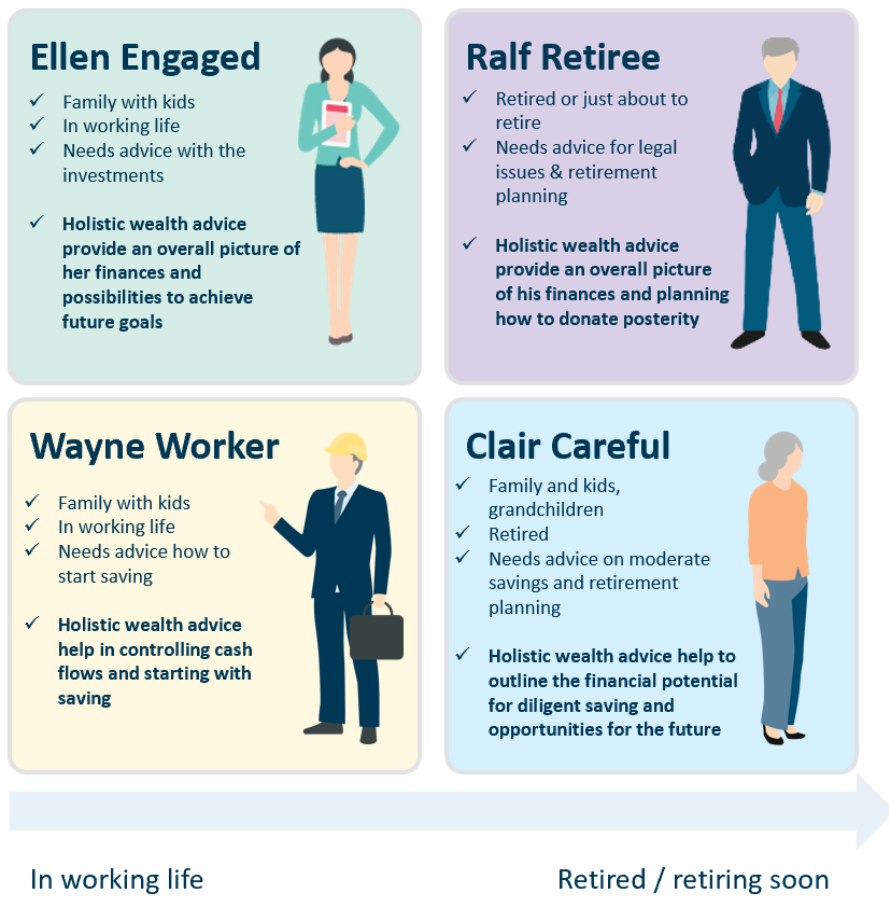 Ellen Engaged
✓ Family with kids
✓ In working life
✓ Needs advice with the
investments
✓ Holistic wealth advice
provide an overall picture of
her finances and
possibilities to achieve
future goals
Ralf Retiree
✓ Retired or just about to
retire
✓ Needs advice for legal
issues & retirement
planning
✓ Holistic wealth advice
provide an overall picture
of his finances and planning
how to donate posterity
Wayne Worker
✓ Family with kids
✓ In working life
✓ Needs advice how to
start saving
✓ Holistic wealth advice
help in controlling cash
flows and starting with
saving
Clair Careful
✓ Family and kids,
grandchildren
✓ Retired
✓ Needs advice on moderate
savings and retirement
planning
✓ Holistic wealth advice help to
outline the financial potential
for diligent saving and
opportunities for the future
In working life
Retired / retiring soon